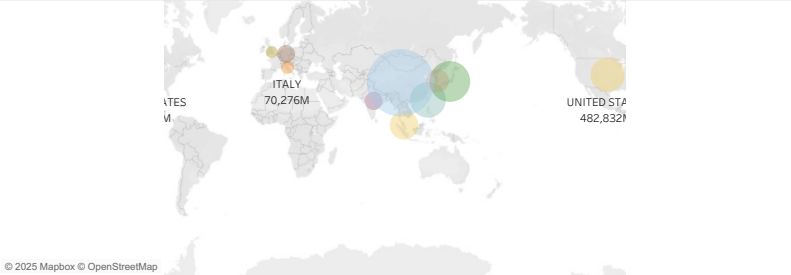 ITALY
70,276M
ATES
M
UNITED STA
482,832M
© 2025 Mapbox © OpenStreetMap